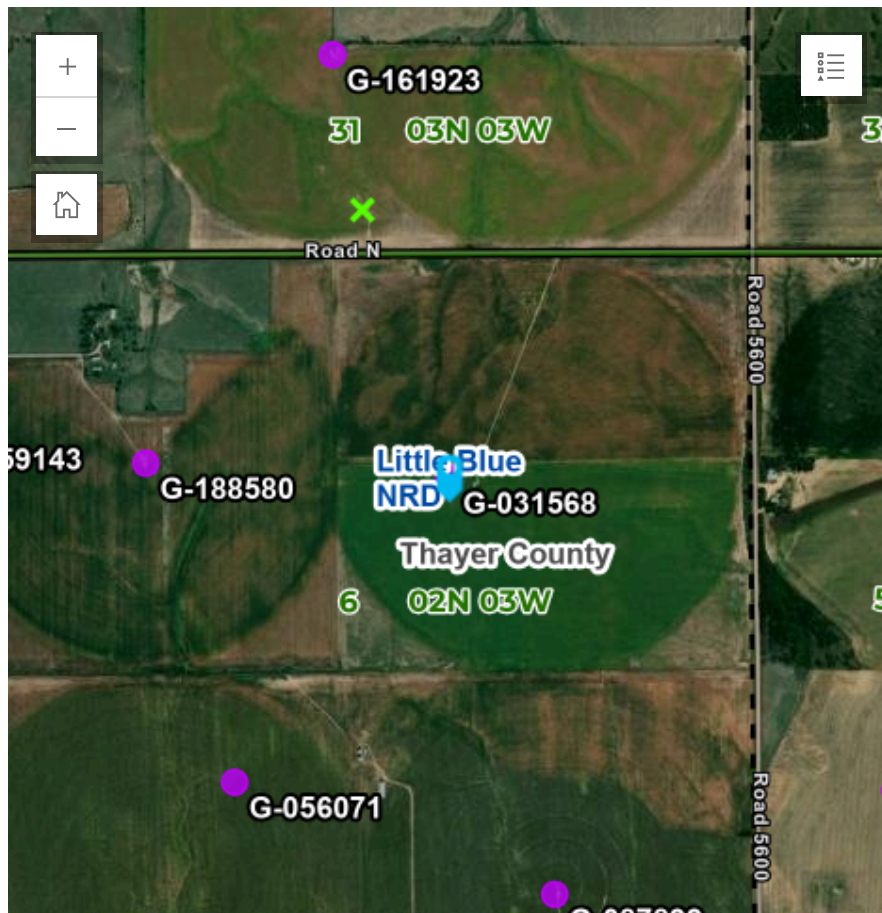 G-161923
31 03N 03W
Road N
Road 5600
59143
G-188580
Little Blue
NRD
G-031568
Thayer County
6 02N 03W
G-056071
Road 5600